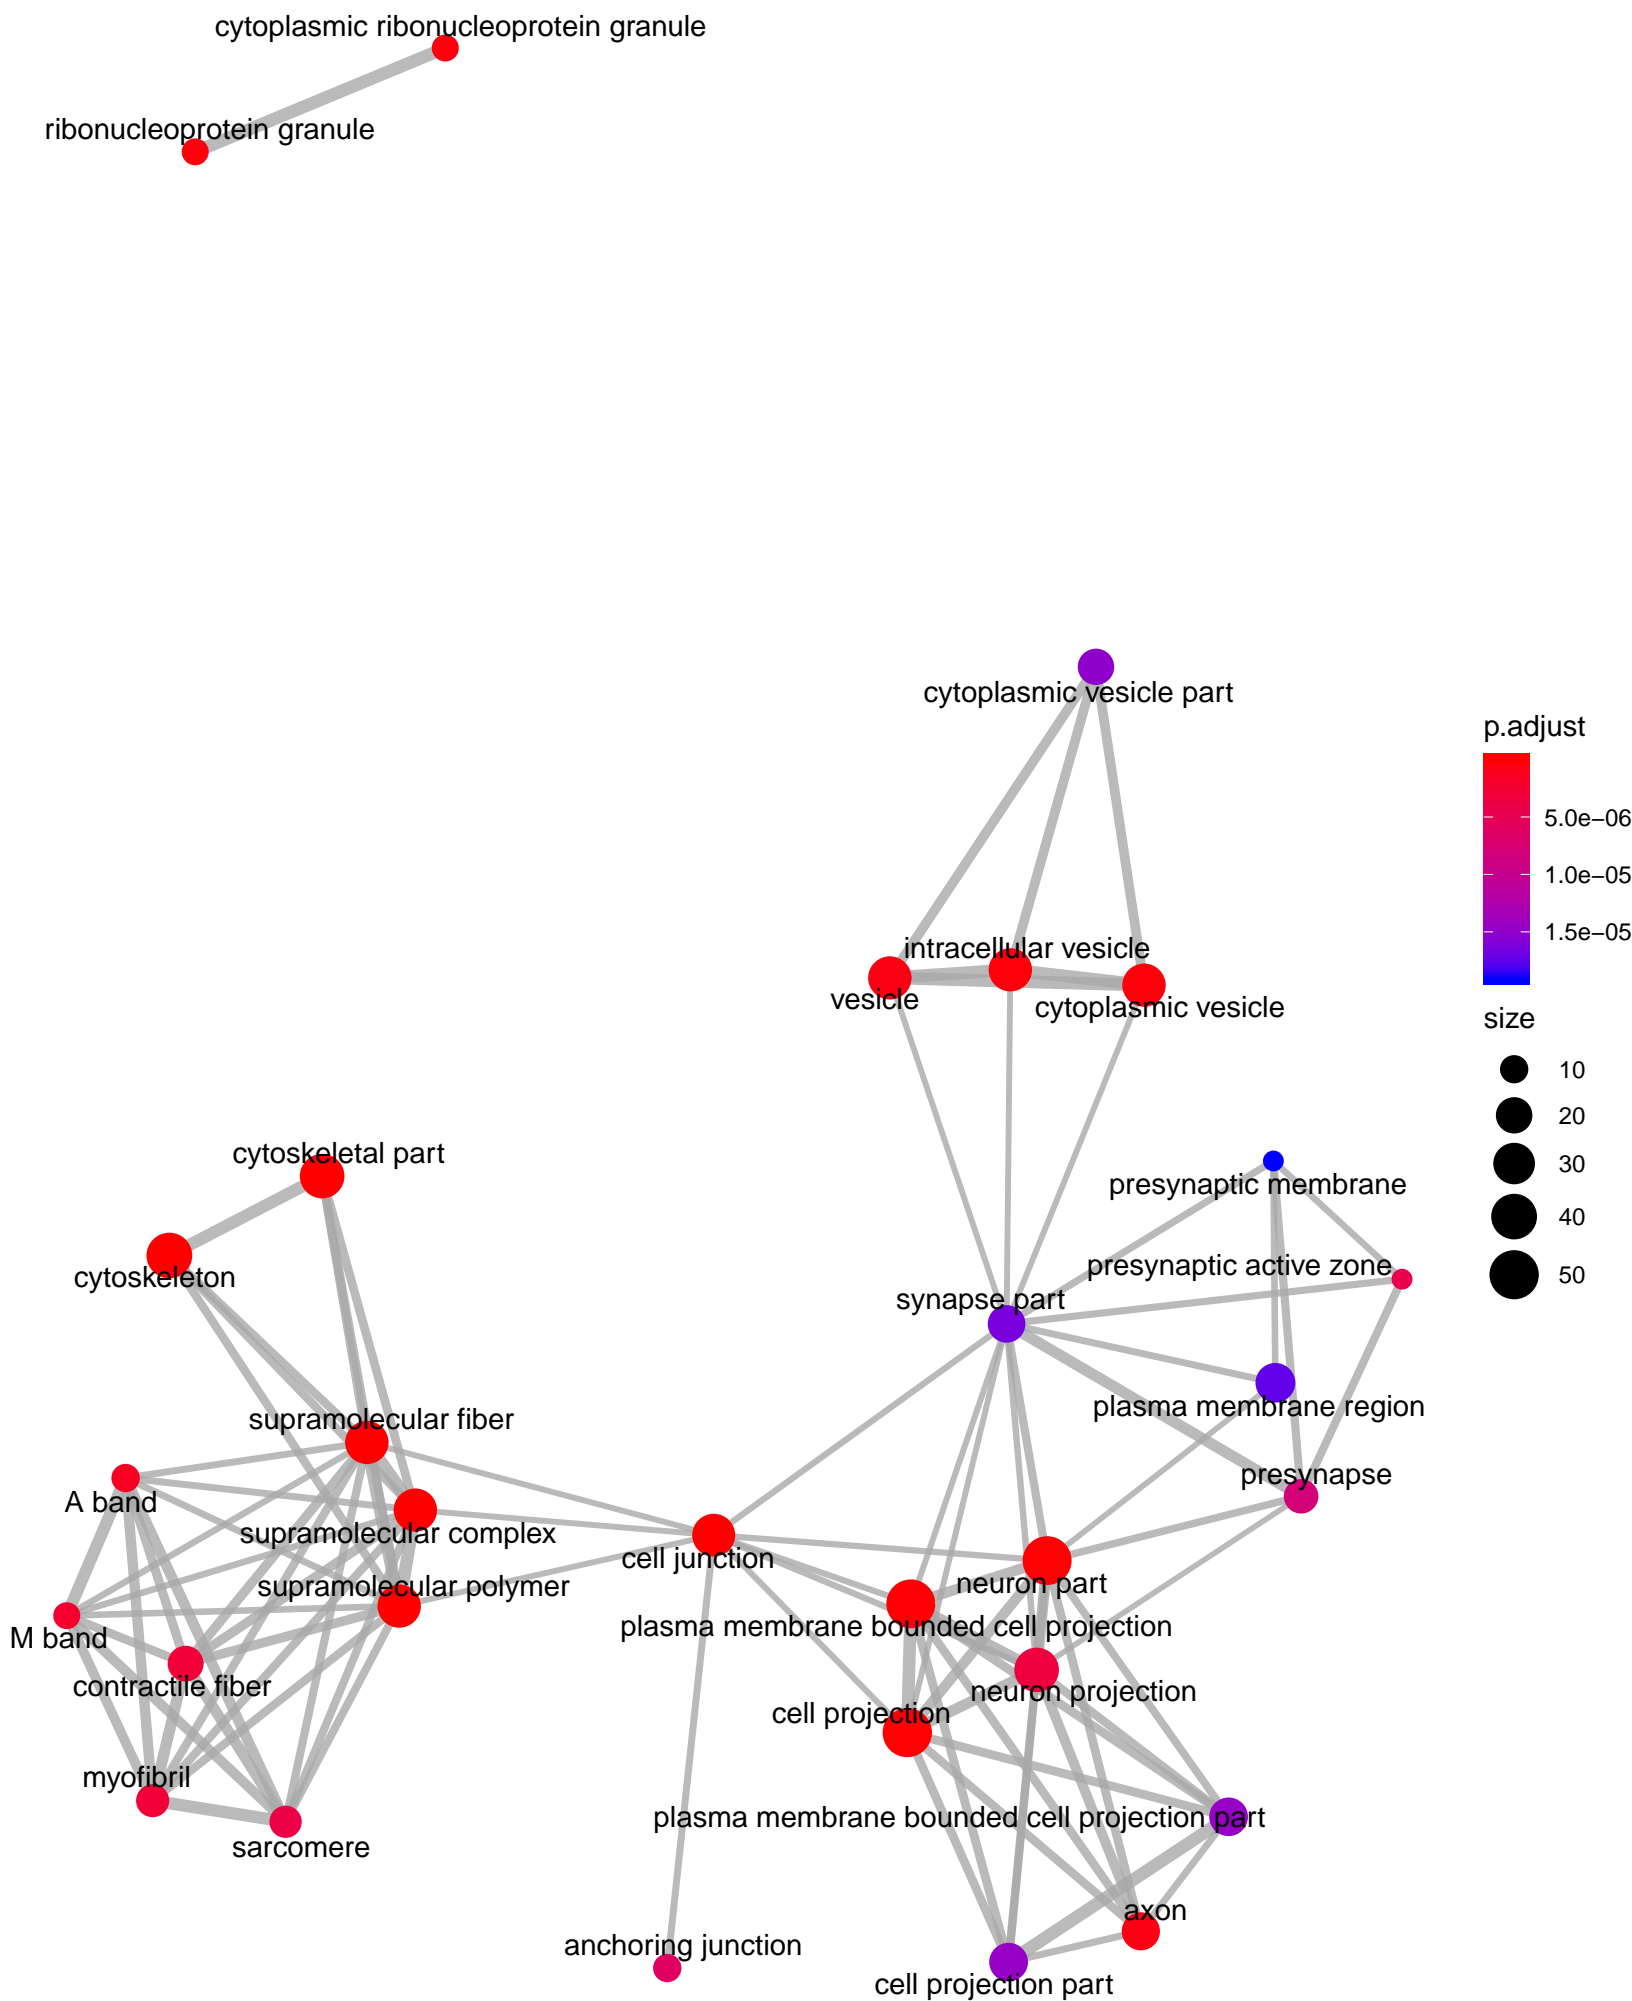 cytoplasmic ribonucleoprotein granule
ribonucleoprotein granule
cytoplasmic vesicle part
p.adjust
5.0e−06
1.0e−05
1.5e−05
intracellular vesicle
vesicle
cytoplasmic vesicle
size
10
20
30
40
50
cytoskeletal part
presynaptic membrane
cytoskeleton
presynaptic active zone
synapse part
plasma membrane region
supramolecular fiber
presynapse
A band
supramolecular complex
cell junction
supramolecular polymer
neuron part
plasma membrane bounded cell projection
M band
contractile fiber
neuron projection
cell projection
myofibril
plasma membrane bounded cell projection part
sarcomere
axon
anchoring junction
cell projection part